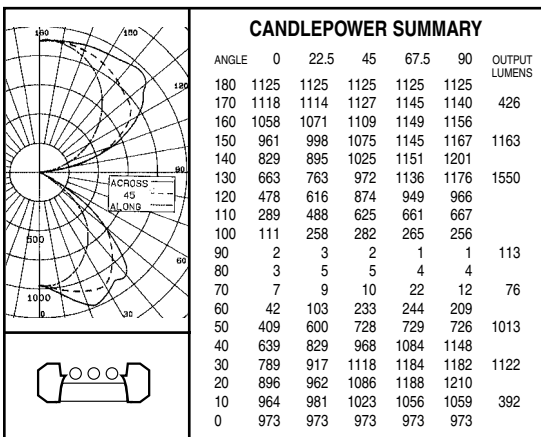 CANDLEPOWER SUMMARY
ANGLE 0 22.5 45 67.5 90 OUTPUT LUMENS
180 1125 1125 1125 1125 1125
170 1118 1114 1127 1145 1140 426
160 1058 1071 1109 1149 1156
150 961 998 1075 1145 1167 1163
140 829 895 1025 1151 1201
130 663 763 972 1136 1176 1550
120 478 616 874 949 966
110 289 488 625 661 667
100 111 258 282 265 256
90 2 3 2 1 1 113
80 3 5 5 4 4
70 7 9 10 22 12 76
60 42 103 233 244 209
50 409 600 728 729 726 1013
40 639 829 968 1084 1148
30 789 917 1118 1184 1182 1122
20 896 962 1086 1188 1210
10 964 981 1023 1056 1059 392
0 973 973 973 973 973
180 150
120
90
ACROSS
45
ALONG
500
60
1000
0 30